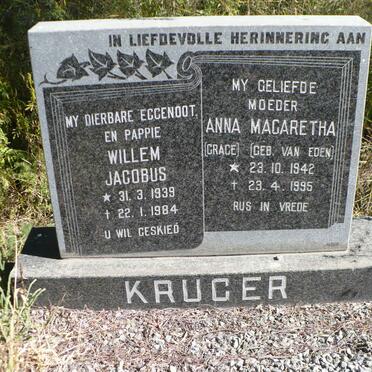 IN LIEFDEVOLLE HERINNERING AAN
MY DIERBARE EGGENOOT,
EN PAPPIE
WILLEM
JACOBUS
★ 31. 3. 1939
† 22. 1. 1984
U WIL GESKIED
MY GELIEFDE
MOEDER
ANNA MAGARETHA
(GRACE) (GEB. VAN EDEN)
★ 23. 10. 1942
† 23. 4. 1995
RUS IN VREDE
KRUGER